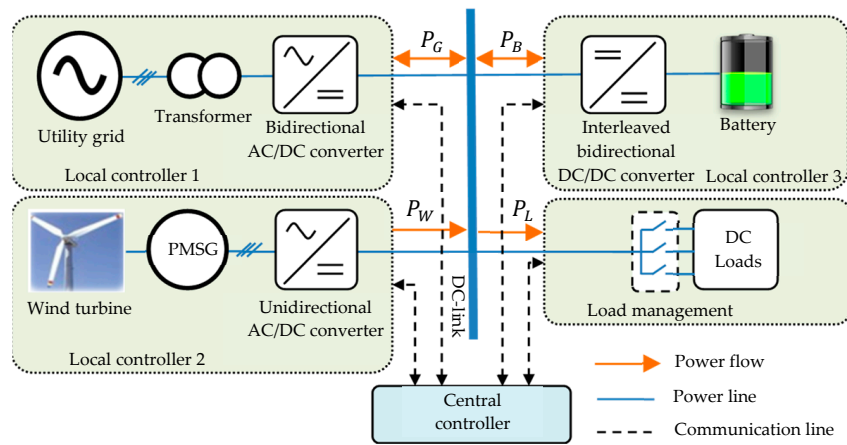 P_G
P_B
Utility grid
Transformer
Bidirectional
AC/DC converter
Local controller 1
Interleaved
bidirectional
DC/DC converter
Battery
Local controller 3
P_W
P_L
PMSG
Wind turbine
Unidirectional
AC/DC converter
Local controller 2
DC-link
DC
Loads
Load management
Central
controller
Power flow
Power line
Communication line